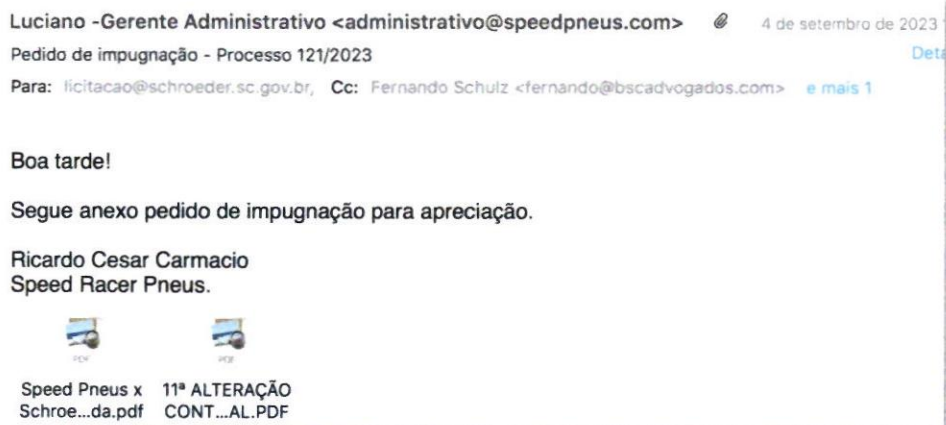 Luciano -Gerente Administrativo <administrativo@speedpneus.com> 4 de setembro de 2023
Pedido de impugnação - Processo 121/2023 Deta
Para: licitacao@schroeder.sc.gov.br, Cc: Fernando Schulz <fernando@bscadvogados.com> e mais 1
Boa tarde!
Segue anexo pedido de impugnação para apreciação.
Ricardo Cesar Carmacio
Speed Racer Pneus.
PDF PDF
Speed Pneus x 11ª ALTERAÇÃO
Schroe...da.pdf CONT...AL.PDF